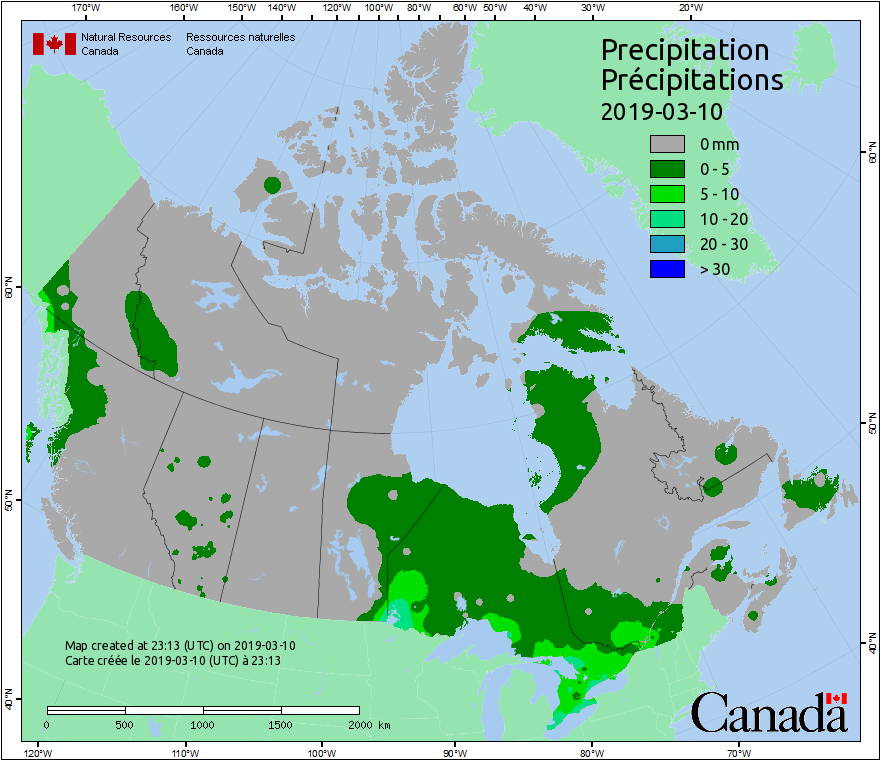 170°W 160°W 150°W 140°W 120°W 100°W 80°W 60°W 50°W 40°W 30°W 20°W
Natural Resources Ressources naturelles
Canada Canada
Precipitation
Précipitations
2019-03-10
0 mm
0 - 5
5 - 10
10 - 20
20 - 30
> 30
60°N
60°N
50°N
50°N
40°N
40°N
Map created at 23:13 (UTC) on 2019-03-10
Carte créée le 2019-03-10 (UTC) à 23:13
0 500 1000 1500 2000 km
Canada
120°W 110°W 100°W 90°W 80°W 70°W